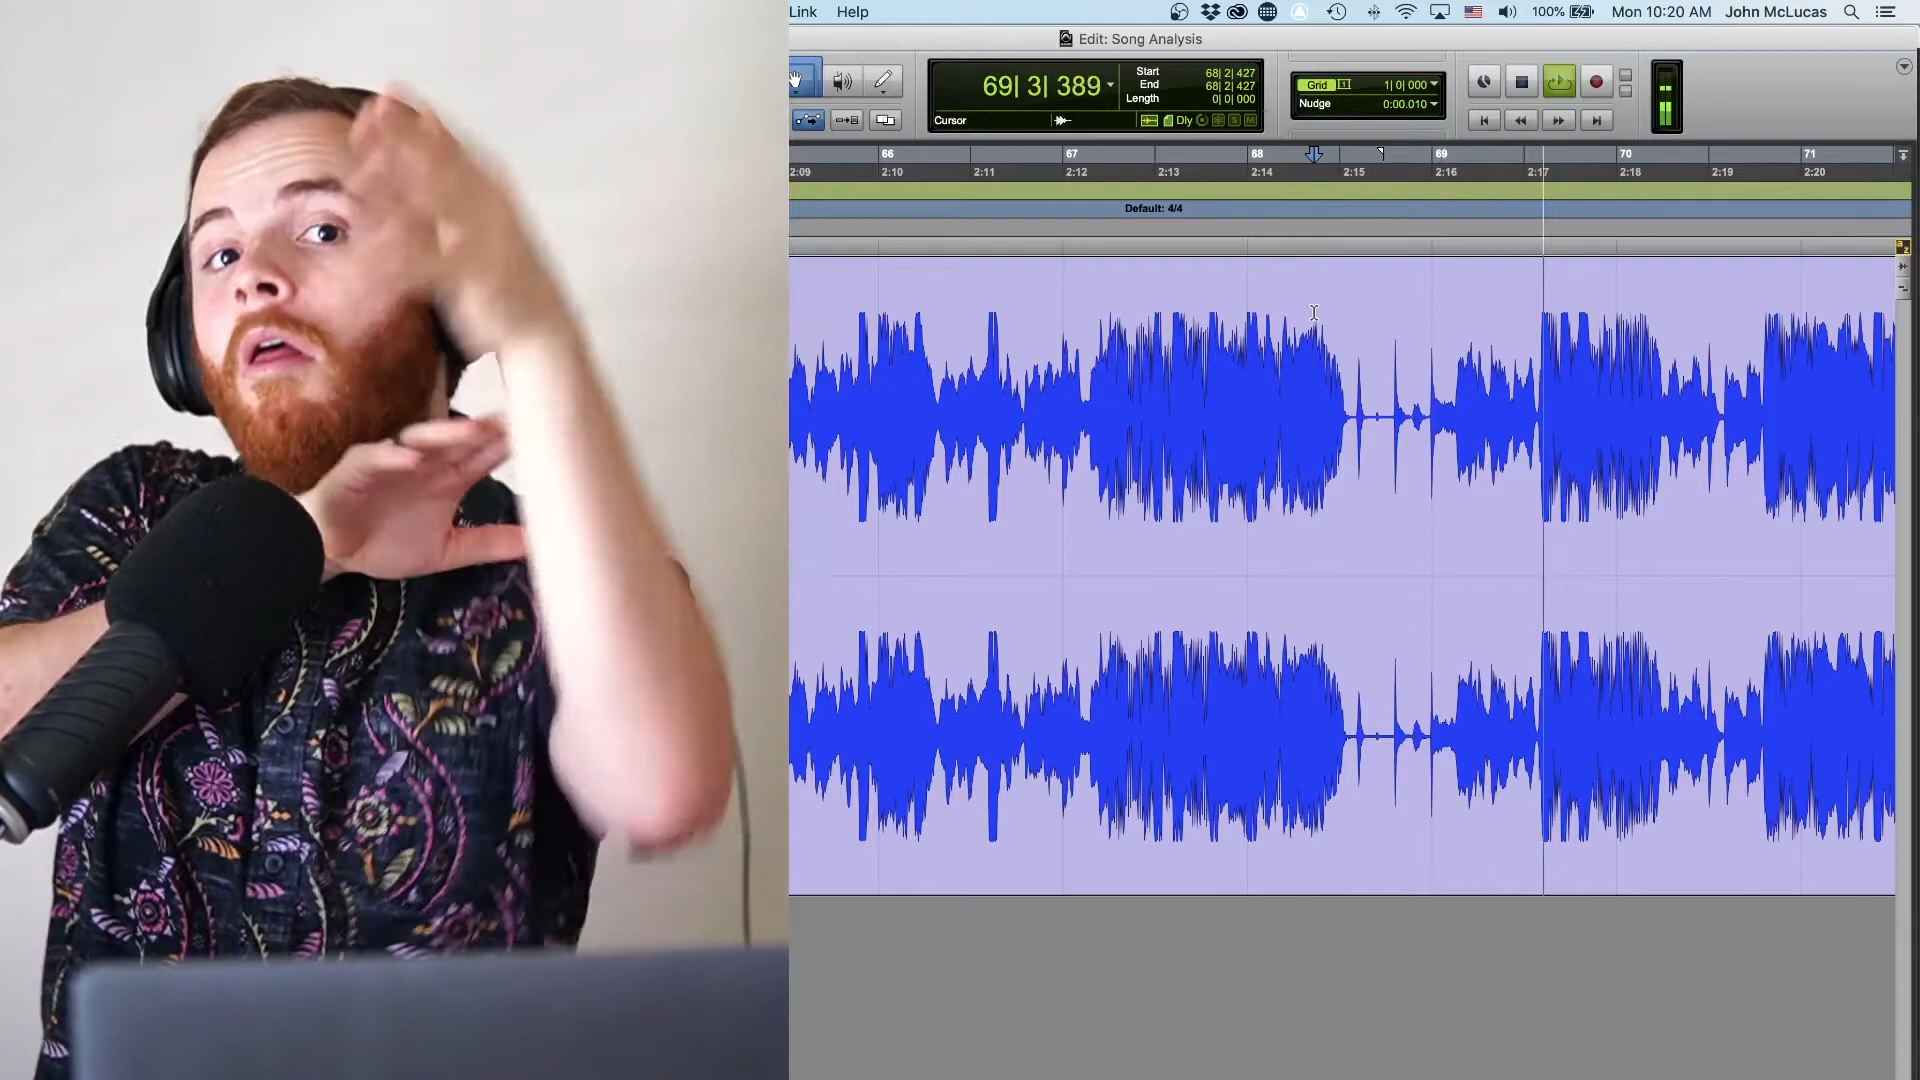 Link Help 100% Mon 10:20 AM John McLucas
Edit: Song Analysis
69| 3| 389
Start 68| 2| 427
End 68| 2| 427
Length 0| 0| 000
Cursor Dly S M
Grid 1| 0| 000
Nudge 0:00.010
66 67 68 69 70 71
2:09 2:10 2:11 2:12 2:13 2:14 2:15 2:16 2:17 2:18 2:19 2:20
Default: 4/4
a z